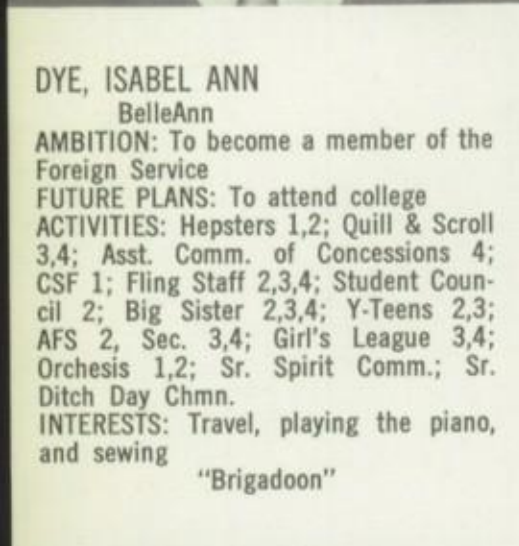 DYE, ISABEL ANN
BelleAnn
AMBITION: To become a member of the
Foreign Service
FUTURE PLANS: To attend college
ACTIVITIES: Hepsters 1,2; Quill & Scroll
3,4; Asst. Comm. of Concessions 4;
CSF 1; Fling Staff 2,3,4; Student Coun-
cil 2; Big Sister 2,3,4; Y-Teens 2,3;
AFS 2, Sec. 3,4; Girl's League 3,4;
Orchesis 1,2; Sr. Spirit Comm.; Sr.
Ditch Day Chmn.
INTERESTS: Travel, playing the piano,
and sewing
"Brigadoon"